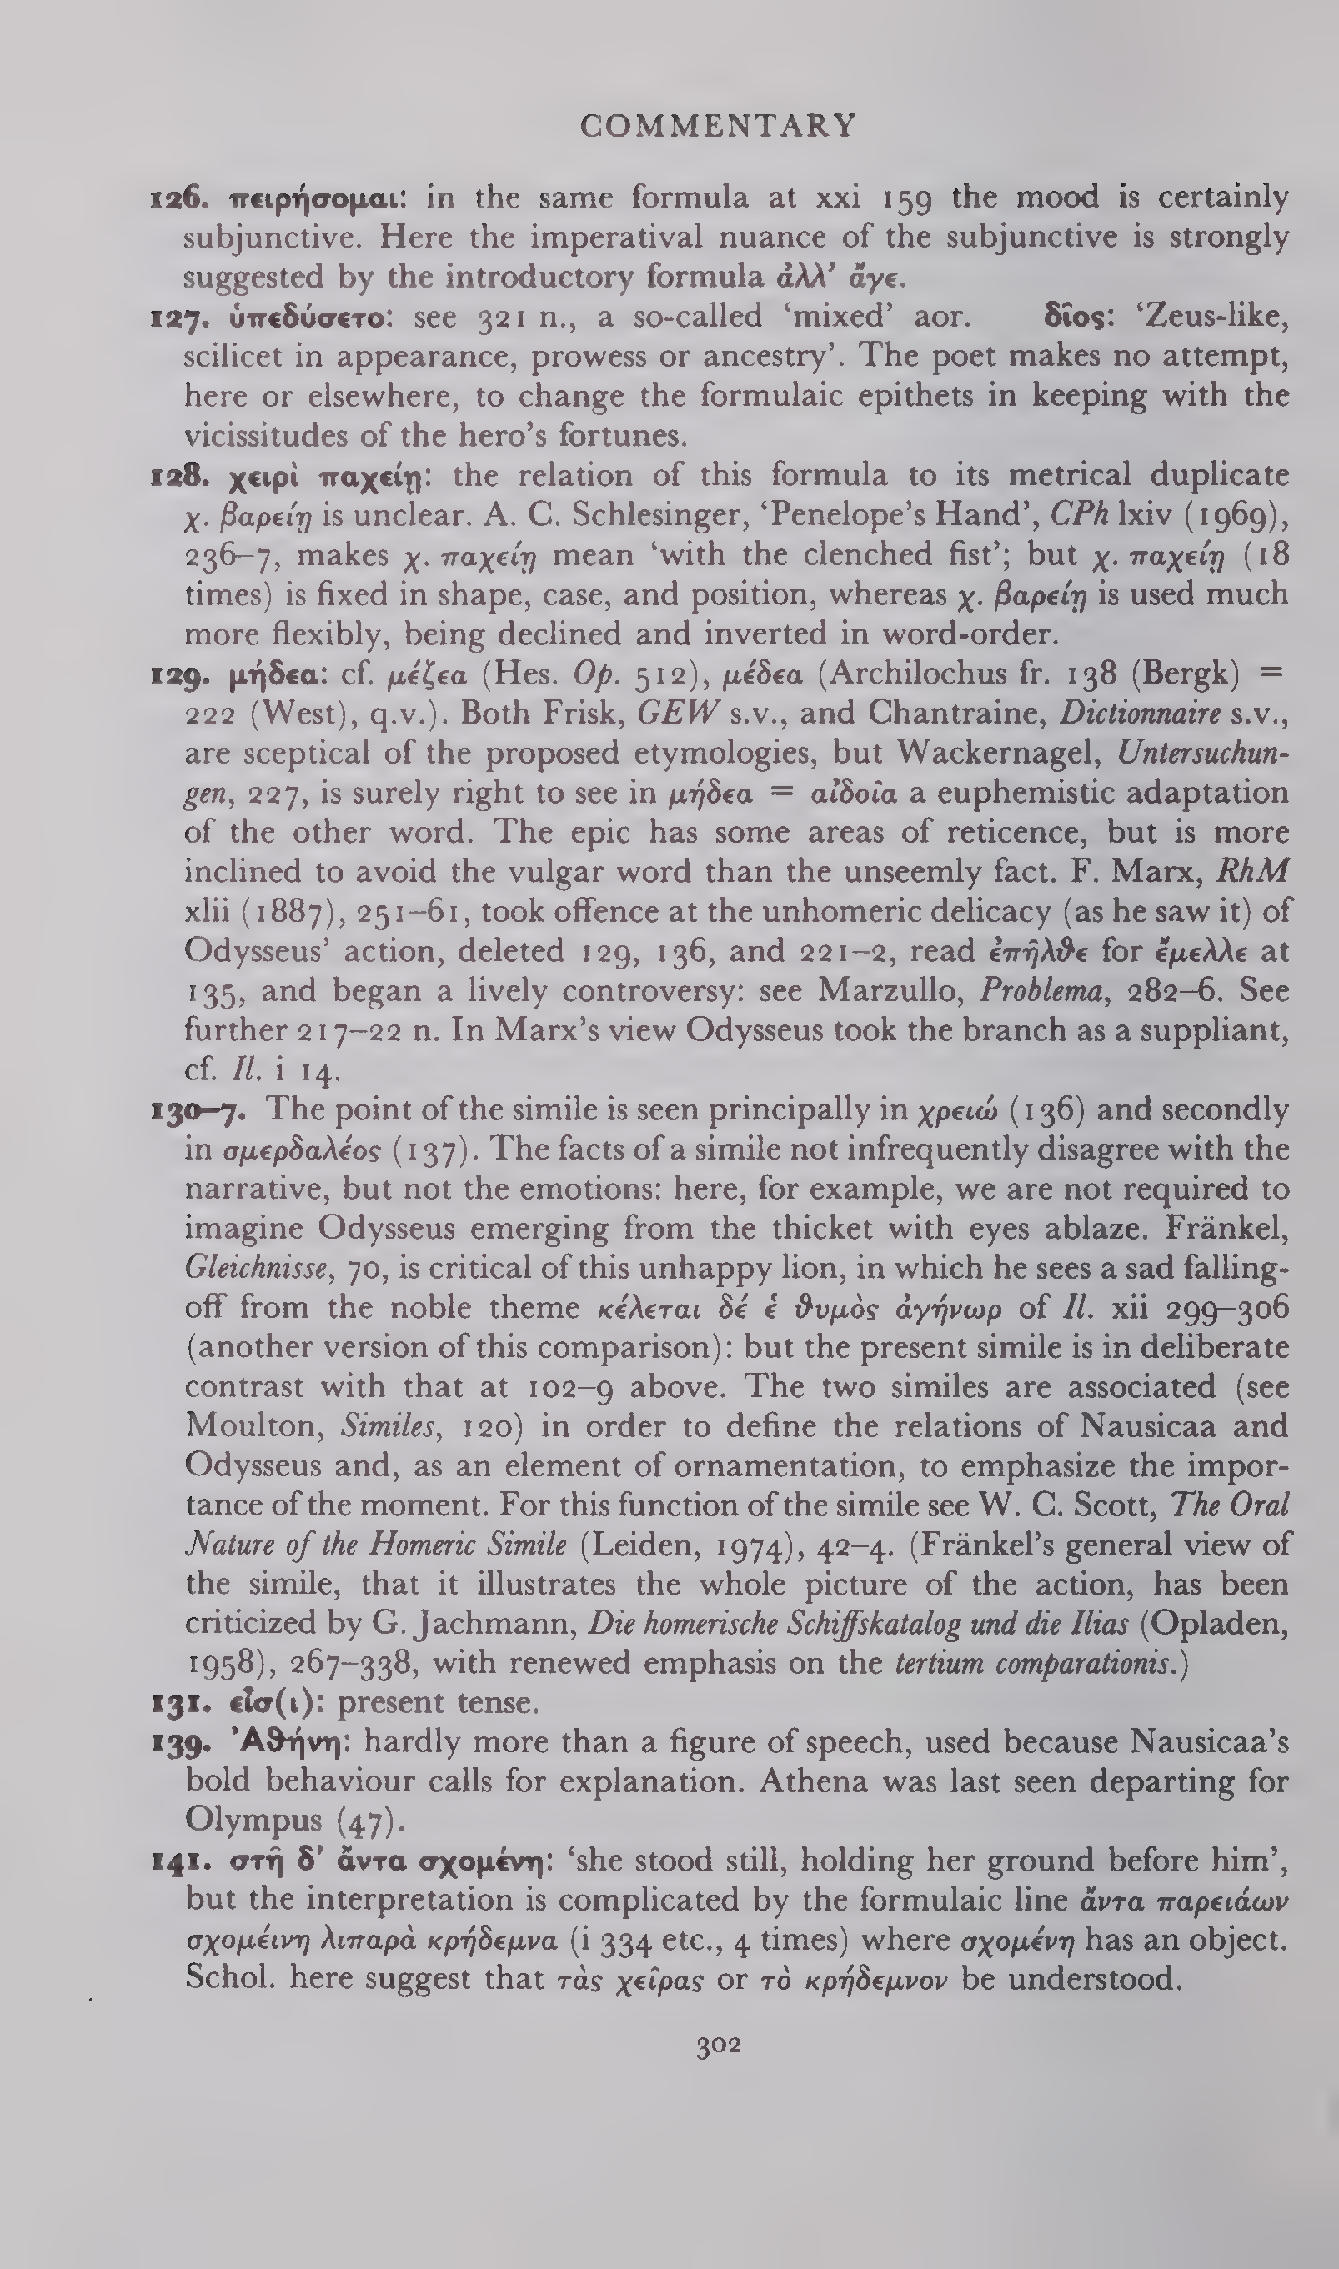 COMMENTARY
126. πειρήσομαι: in the same formula at xxi 159 the mood is certainly
subjunctive. Here the imperatival nuance of the subjunctive is strongly
suggested by the introductory formula ἀλλ’ ἄγε.
127. ὑπεδύσετο: see 321 n., a so-called ‘mixed’ aor. δῖος: ‘Zeus-like,
scilicet in appearance, prowess or ancestry’. The poet makes no attempt,
here or elsewhere, to change the formulaic epithets in keeping with the
vicissitudes of the hero’s fortunes.
128. χειρὶ παχείῃ: the relation of this formula to its metrical duplicate
χ. βαρείῃ is unclear. A. C. Schlesinger, ‘Penelope’s Hand’, CPh lxiv (1969),
236–7, makes χ. παχείῃ mean ‘with the clenched fist’; but χ. παχείῃ (18
times) is fixed in shape, case, and position, whereas χ. βαρείῃ is used much
more flexibly, being declined and inverted in word-order.
129. μήδεα: cf. μέζεα (Hes. Op. 512), μέδεα (Archilochus fr. 138 (Bergk) =
222 (West), q.v.). Both Frisk, GEW s.v., and Chantraine, Dictionnaire s.v.,
are sceptical of the proposed etymologies, but Wackernagel, Untersuchun-
gen, 227, is surely right to see in μήδεα = αἰδοῖα a euphemistic adaptation
of the other word. The epic has some areas of reticence, but is more
inclined to avoid the vulgar word than the unseemly fact. F. Marx, RhM
xlii (1887), 251–61, took offence at the unhomeric delicacy (as he saw it) of
Odysseus’ action, deleted 129, 136, and 221–2, read ἐπῆλϑε for ἔμελλε at
135, and began a lively controversy: see Marzullo, Problema, 282–6. See
further 217–22 n. In Marx’s view Odysseus took the branch as a suppliant,
cf. Il. i 14.
130–7. The point of the simile is seen principally in χρειώ (136) and secondly
in σμερδαλέος (137). The facts of a simile not infrequently disagree with the
narrative, but not the emotions: here, for example, we are not required to
imagine Odysseus emerging from the thicket with eyes ablaze. Fränkel,
Gleichnisse, 70, is critical of this unhappy lion, in which he sees a sad falling-
off from the noble theme κέλεται δέ ἑ ϑυμὸς ἀγήνωρ of Il. xii 299–306
(another version of this comparison): but the present simile is in deliberate
contrast with that at 102–9 above. The two similes are associated (see
Moulton, Similes, 120) in order to define the relations of Nausicaa and
Odysseus and, as an element of ornamentation, to emphasize the impor-
tance of the moment. For this function of the simile see W. C. Scott, The Oral
Nature of the Homeric Simile (Leiden, 1974), 42–4. (Fränkel’s general view of
the simile, that it illustrates the whole picture of the action, has been
criticized by G. Jachmann, Die homerische Schiffskatalog und die Ilias (Opladen,
1958), 267–338, with renewed emphasis on the tertium comparationis.)
131. εἶσ(ι): present tense.
139. Ἀϑήνη: hardly more than a figure of speech, used because Nausicaa’s
bold behaviour calls for explanation. Athena was last seen departing for
Olympus (47).
141. στῆ δ’ ἄντα σχομένη: ‘she stood still, holding her ground before him’,
but the interpretation is complicated by the formulaic line ἄντα παρειάων
σχομέινη λιπαρὰ κρήδεμνα (i 334 etc., 4 times) where σχομένη has an object.
Schol. here suggest that τὰς χεῖρας or τὸ κρήδεμνον be understood.
302